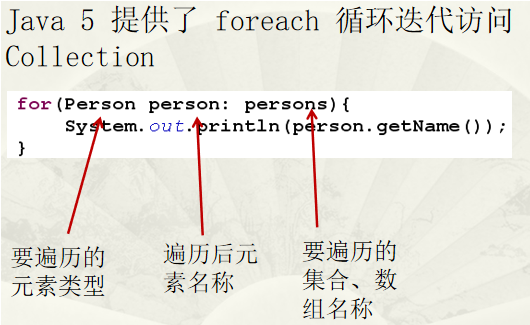 Java 5 提供了 foreach 循环迭代访问
Collection
for(Person person: persons){
System.out.println(person.getName());
}
要遍历的
元素类型
遍历后元
素名称
要遍历的
集合、数
组名称